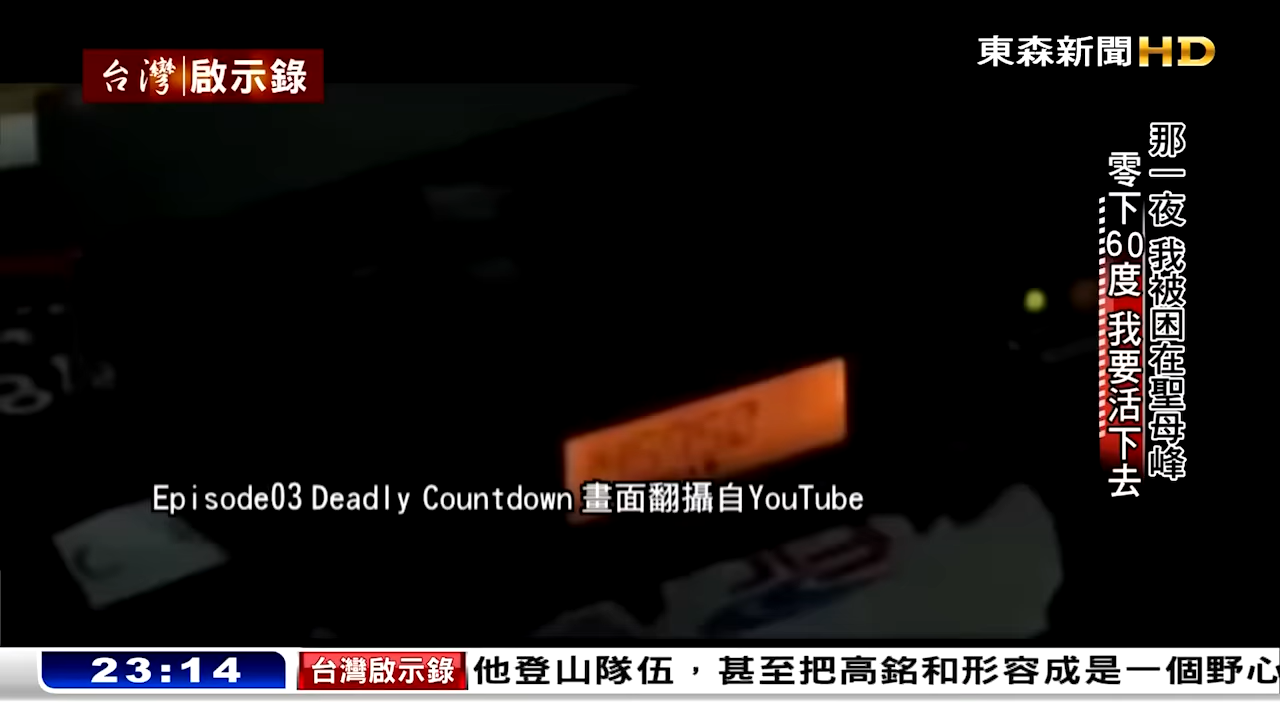 台灣啟示錄
東森新聞HD
那一夜 我被困在聖母峰
零下60度 我要活下去
Episode03 Deadly Countdown 畫面翻攝自YouTube
23:14
台灣啟示錄
他登山隊伍，甚至把高銘和形容成是一個野心